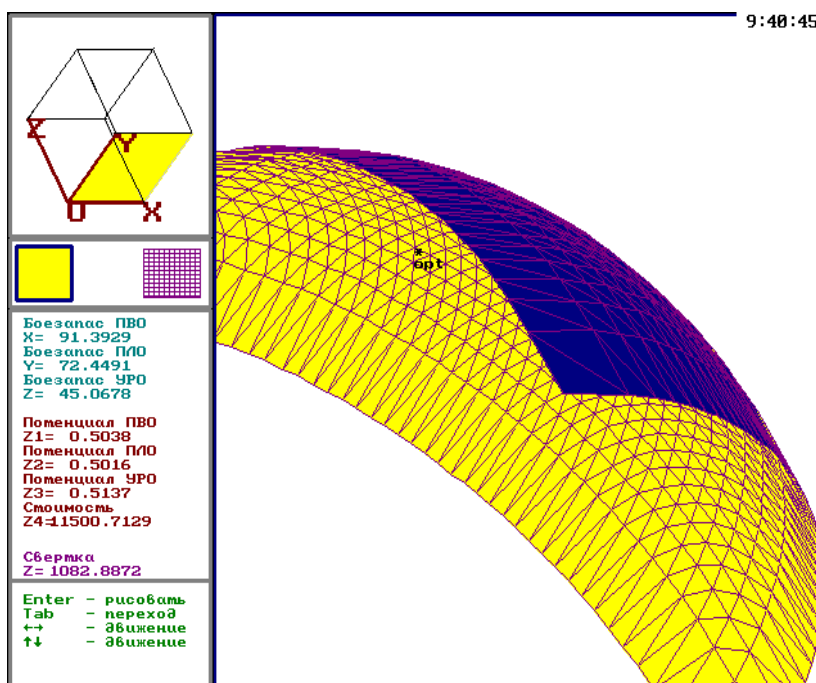 9:40:45
Z
Y
0
X
opt
Боезапас ПВО
X= 91.3929
Боезапас ПЛО
Y= 72.4491
Боезапас УРО
Z= 45.0678
Потенциал ПВО
Z1= 0.5038
Потенциал ПЛО
Z2= 0.5016
Потенциал УРО
Z3= 0.5137
Стоимость
Z4=11500.7129
Свертка
Z= 1082.8872
Enter - рисовать
Tab - переход
←→ - движение
↑↓ - движение